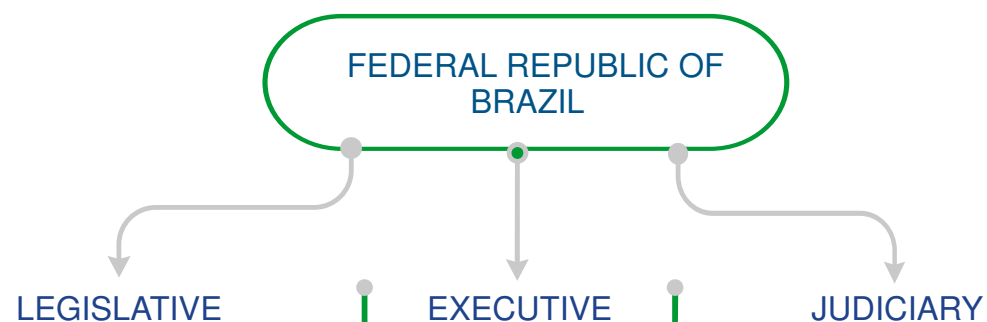 FEDERAL REPUBLIC OF
BRAZIL
LEGISLATIVE
EXECUTIVE
JUDICIARY